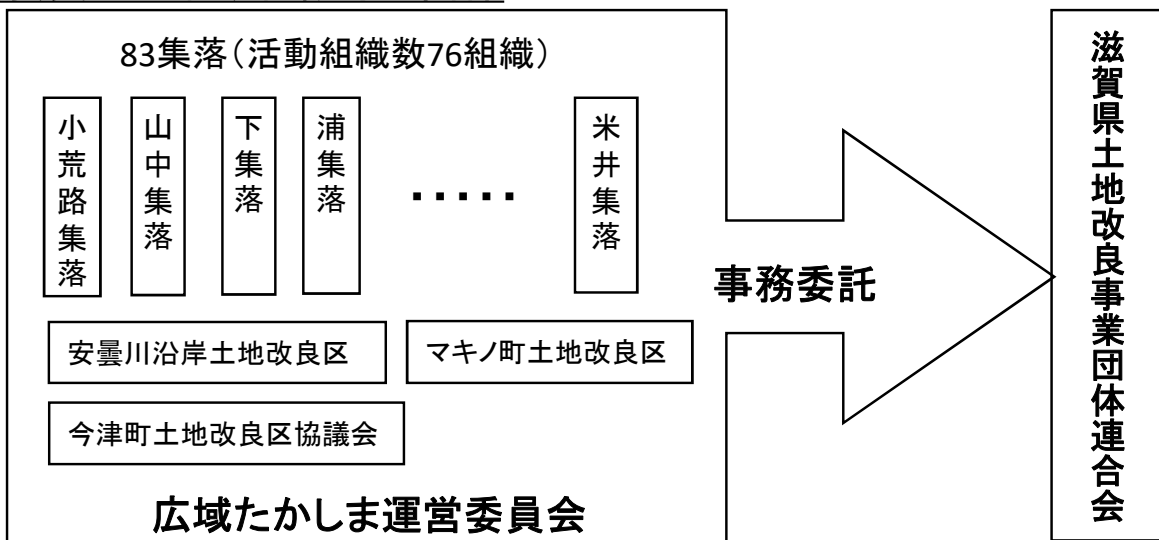 83集落（活動組織数76組織）
小荒路集落
山中集落
下集落
浦集落
・・・・・
米井集落
事務委託
安曇川沿岸土地改良区
マキノ町土地改良区
今津町土地改良区協議会
広域たかしま運営委員会
滋賀県土地改良事業団体連合会